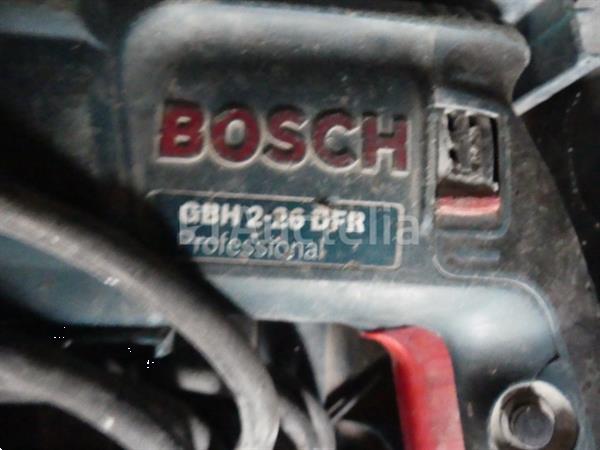 BOSCH
GBH 2-26 DFR
Professional